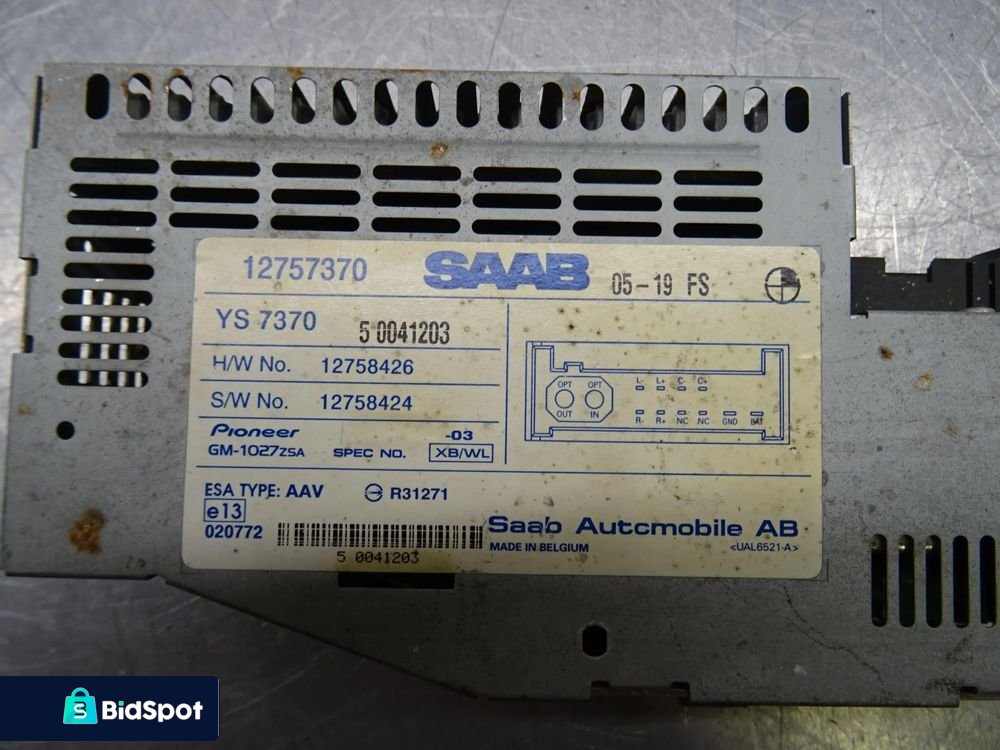 12757370 SAAB 05-19 FS
YS 7370 5 0041203
H/W No. 12758426
S/W No. 12758424
Pioneer
GM-1027ZSA SPEC NO. -03 XB/WL
OPT OPT L- L+ C- C+
OUT IN R- R+ NC NC GND BAT
ESA TYPE: AAV R31271
e13
020772
5 0041203
Saab Automobile AB
MADE IN BELGIUM <UAL6521-A>
S BidSpot